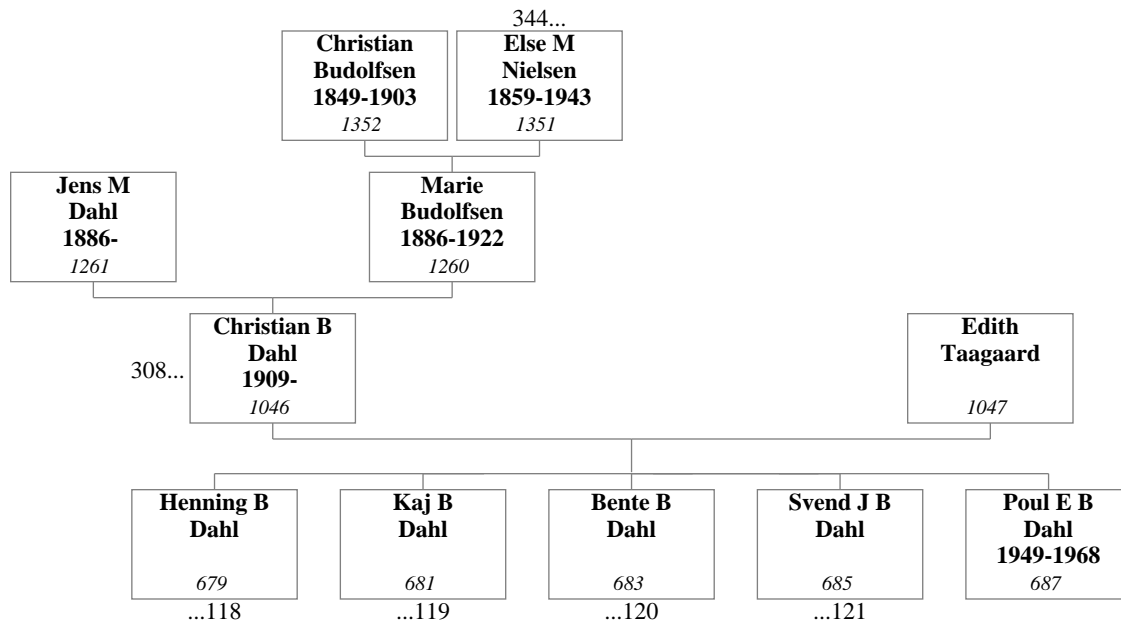 344...
Christian
Budolfsen
1849-1903
1352
Else M
Nielsen
1859-1943
1351
Jens M
Dahl
1886-
1261
Marie
Budolfsen
1886-1922
1260
308...
Christian B
Dahl
1909-
1046
Edith
Taagaard
1047
Henning B
Dahl
679
...118
Kaj B
Dahl
681
...119
Bente B
Dahl
683
...120
Svend J B
Dahl
685
...121
Poul E B
Dahl
1949-1968
687